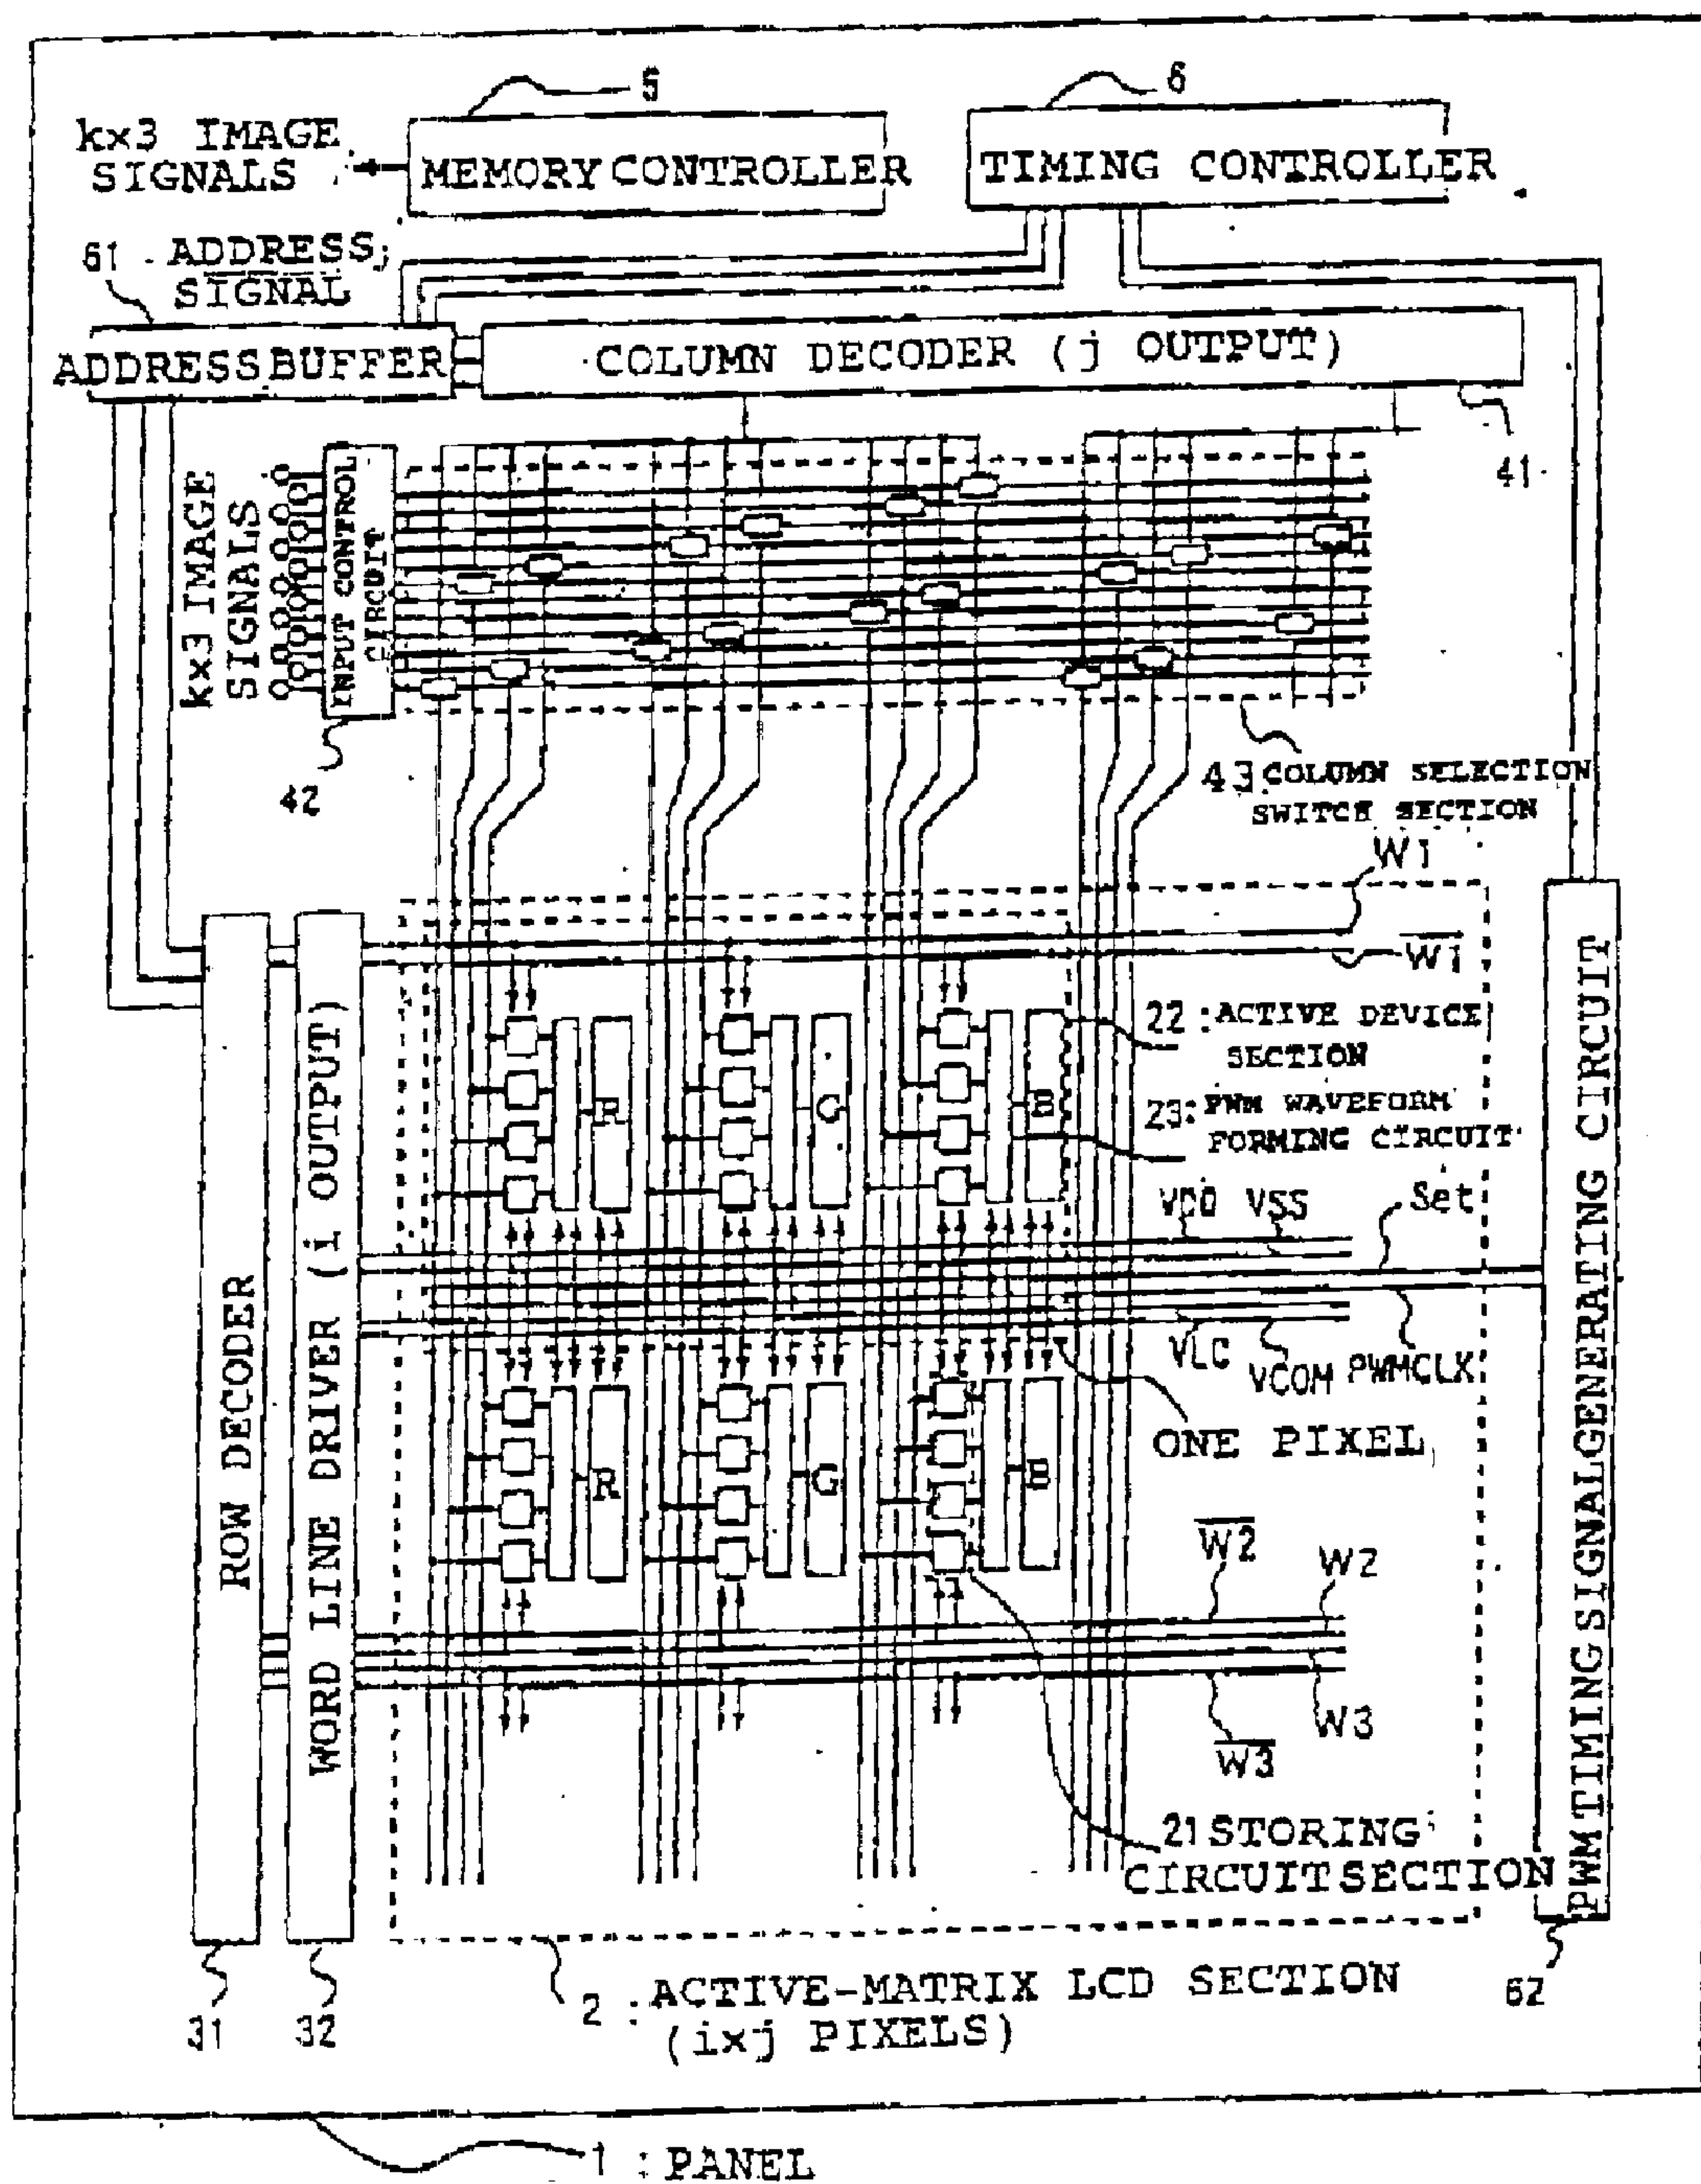 5
6
kx3 IMAGE
SIGNALS
MEMORY CONTROLLER
TIMING CONTROLLER
61
ADDRESS
SIGNAL
ADDRESS BUFFER
COLUMN DECODER (j OUTPUT)
41
kx3 IMAGE
SIGNALS
INPUT CONTROL
CIRCUIT
42
43: COLUMN SELECTION
SWITCH SECTION
W1
W1
22: ACTIVE DEVICE
SECTION
23: PWM WAVEFORM
FORMING CIRCUIT
R
G
B
VDD VSS
Set
VLC
VCOM
PWMCLK
ONE PIXEL
R
G
B
W2
W2
W3
W3
21 STORING
CIRCUIT SECTION
ROW DECODER
WORD LINE DRIVER (i OUTPUT)
PWM TIMING SIGNAL GENERATING CIRCUIT
31
32
2: ACTIVE-MATRIX LCD SECTION
(ixj PIXELS)
62
1: PANEL